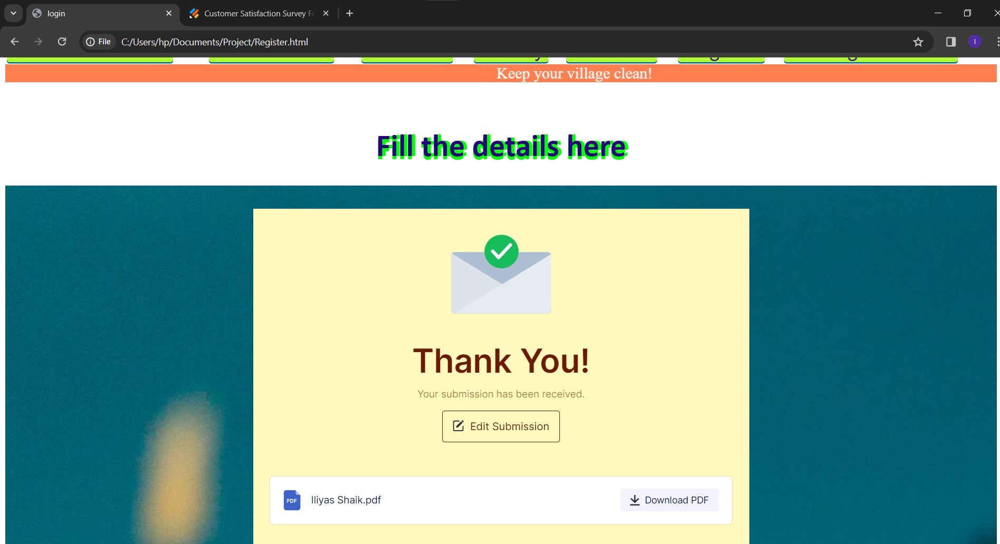 login
Customer Satisfaction Survey Fo
File
C:/Users/hp/Documents/Project/Register.html
I
Keep your village clean!
Fill the details here
Thank You!
Your submission has been received.
Edit Submission
PDF
Iliyas Shaik.pdf
Download PDF